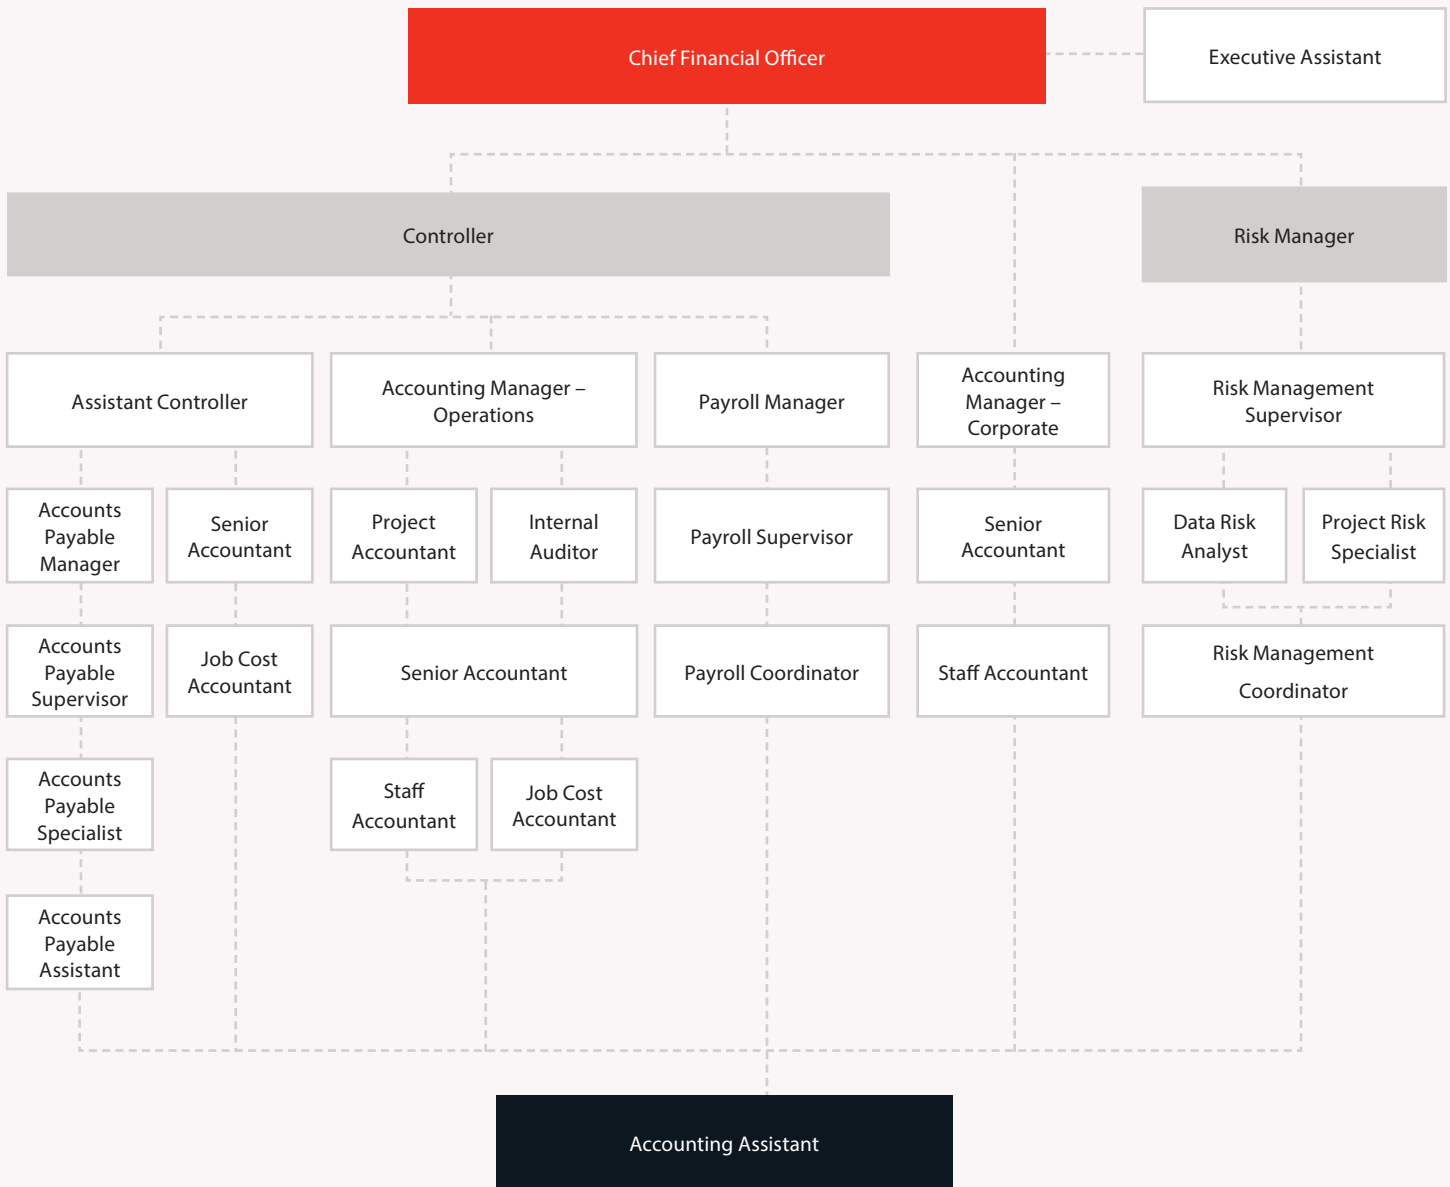 Chief Financial Officer
Executive Assistant
Controller
Risk Manager
Assistant Controller
Accounting Manager –
Operations
Payroll Manager
Accounting
Manager –
Corporate
Risk Management
Supervisor
Accounts
Payable
Manager
Senior
Accountant
Project
Accountant
Internal
Auditor
Payroll Supervisor
Senior
Accountant
Data Risk
Analyst
Project Risk
Specialist
Accounts
Payable
Supervisor
Job Cost
Accountant
Senior Accountant
Payroll Coordinator
Staff Accountant
Risk Management
Coordinator
Accounts
Payable
Specialist
Staff
Accountant
Job Cost
Accountant
Accounts
Payable
Assistant
Accounting Assistant